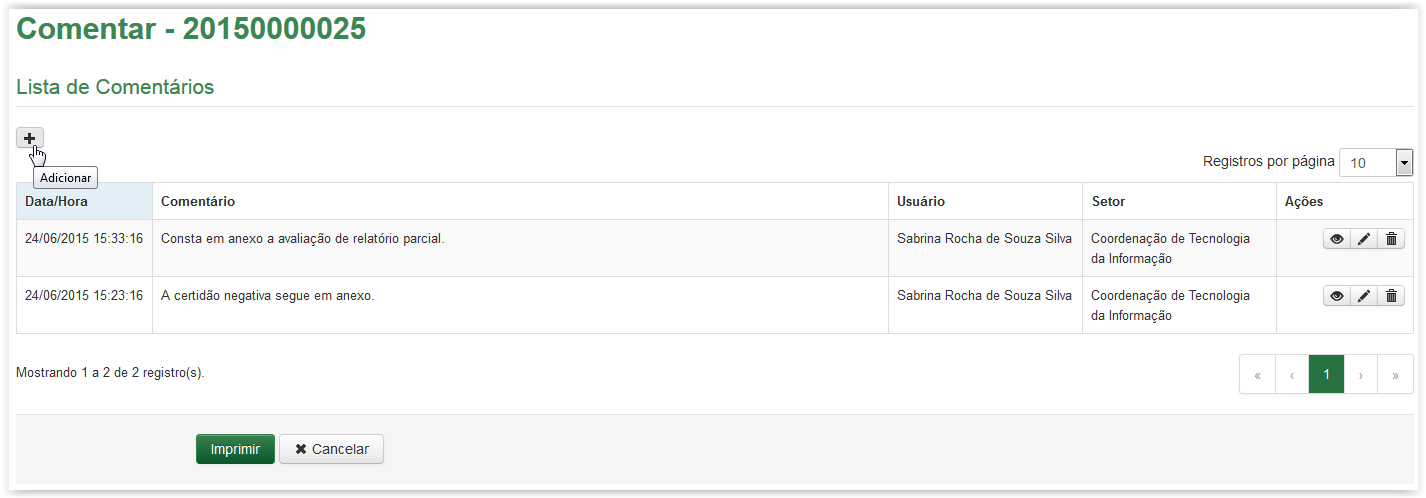 Comentar - 20150000025
Lista de Comentários
Adicionar
Registros por página 10
Data/Hora Comentário Usuário Setor Ações
24/06/2015 15:33:16 Consta em anexo a avaliação de relatório parcial. Sabrina Rocha de Souza Silva Coordenação de Tecnologia
da Informação
24/06/2015 15:23:16 A certidão negativa segue em anexo. Sabrina Rocha de Souza Silva Coordenação de Tecnologia
da Informação
Mostrando 1 a 2 de 2 registro(s).
« ‹ 1 › »
Imprimir Cancelar